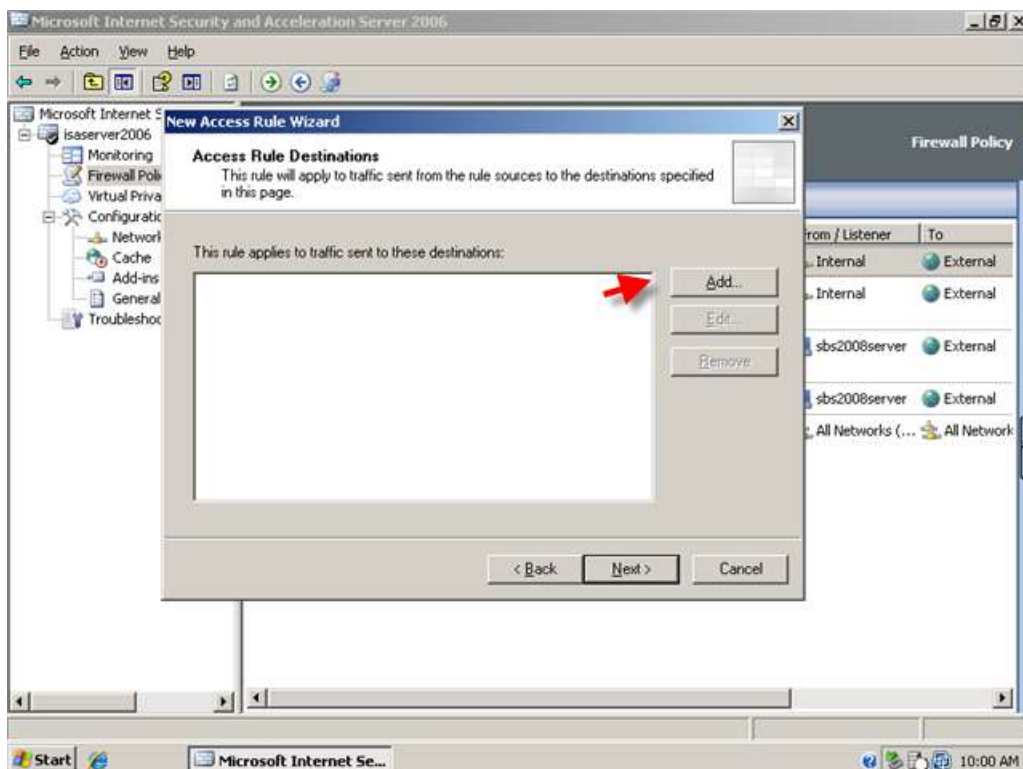 Microsoft Internet Security and Acceleration Server 2006
File Action View Help
Microsoft Internet S
isaserver2006
Monitoring
Firewall Poli
Virtual Priva
Configuratic
Network
Cache
Add-ins
General
Troubleshoo
New Access Rule Wizard
Access Rule Destinations
This rule will apply to traffic sent from the rule sources to the destinations specified
in this page.
This rule applies to traffic sent to these destinations:
Add...
Edit...
Remove
< Back Next > Cancel
Firewall Policy
From / Listener To
Internal External
Internal External
sbs2008server External
sbs2008server External
All Networks (... All Network
Start Microsoft Internet Se... 10:00 AM